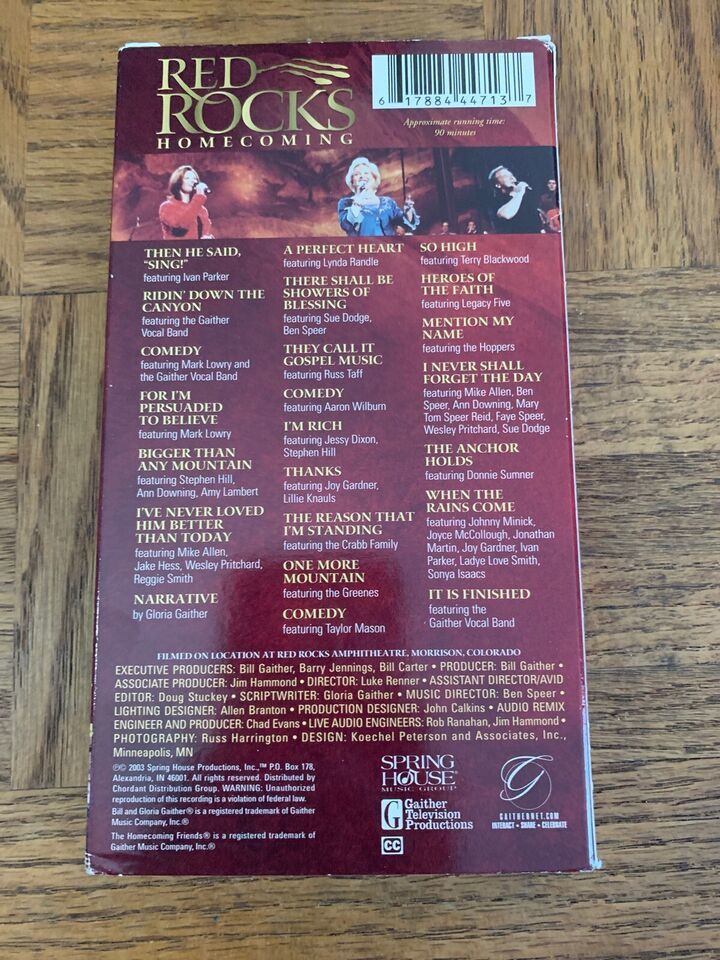 RED
ROCKS
HOMECOMING
6 17884 44713 7
Approximate running time:
90 minutes
THEN HE SAID,
"SING!"
featuring Ivan Parker
RIDIN' DOWN THE
CANYON
featuring the Gaither
Vocal Band
COMEDY
featuring Mark Lowry and
the Gaither Vocal Band
FOR I'M
PERSUADED
TO BELIEVE
featuring Mark Lowry
BIGGER THAN
ANY MOUNTAIN
featuring Stephen Hill,
Ann Downing, Amy Lambert
I'VE NEVER LOVED
HIM BETTER
THAN TODAY
featuring Mike Allen,
Jake Hess, Wesley Pritchard,
Reggie Smith
NARRATIVE
by Gloria Gaither
A PERFECT HEART
featuring Lynda Randle
THERE SHALL BE
SHOWERS OF
BLESSING
featuring Sue Dodge,
Ben Speer
THEY CALL IT
GOSPEL MUSIC
featuring Russ Taff
COMEDY
featuring Aaron Wilburn
I'M RICH
featuring Jessy Dixon,
Stephen Hill
THANKS
featuring Joy Gardner,
Lillie Knauls
THE REASON THAT
I'M STANDING
featuring the Crabb Family
ONE MORE
MOUNTAIN
featuring the Greenes
COMEDY
featuring Taylor Mason
SO HIGH
featuring Terry Blackwood
HEROES OF
THE FAITH
featuring Legacy Five
MENTION MY
NAME
featuring the Hoppers
I NEVER SHALL
FORGET THE DAY
featuring Mike Allen, Ben
Speer, Ann Downing, Mary
Tom Speer Reid, Faye Speer,
Wesley Pritchard, Sue Dodge
THE ANCHOR
HOLDS
featuring Donnie Sumner
WHEN THE
RAINS COME
featuring Johnny Minick,
Joyce McCollough, Jonathan
Martin, Joy Gardner, Ivan
Parker, Ladye Love Smith,
Sonya Isaacs
IT IS FINISHED
featuring the
Gaither Vocal Band
FILMED ON LOCATION AT RED ROCKS AMPHITHEATRE, MORRISON, COLORADO
EXECUTIVE PRODUCERS: Bill Gaither, Barry Jennings, Bill Carter • PRODUCER: Bill Gaither •
ASSOCIATE PRODUCER: Jim Hammond • DIRECTOR: Luke Renner • ASSISTANT DIRECTOR/AVID
EDITOR: Doug Stuckey • SCRIPTWRITER: Gloria Gaither • MUSIC DIRECTOR: Ben Speer •
LIGHTING DESIGNER: Allen Branton • PRODUCTION DESIGNER: John Calkins • AUDIO REMIX
ENGINEER AND PRODUCER: Chad Evans • LIVE AUDIO ENGINEERS: Rob Ranahan, Jim Hammond •
PHOTOGRAPHY: Russ Harrington • DESIGN: Koechel Peterson and Associates, Inc.,
Minneapolis, MN
℗© 2003 Spring House Productions, Inc.,™ P.O. Box 178,
Alexandria, IN 46001. All rights reserved. Distributed by
Chordant Distribution Group. WARNING: Unauthorized
reproduction of this recording is a violation of federal law.
Bill and Gloria Gaither® is a registered trademark of Gaither
Music Company, Inc.®
The Homecoming Friends® is a registered trademark of
Gaither Music Company, Inc.®
SPRING
HOUSE®
MUSIC GROUP
G Gaither
Television
Productions
CC
G
GAITHERNET.COM
INTERACT • SHARE • CELEBRATE